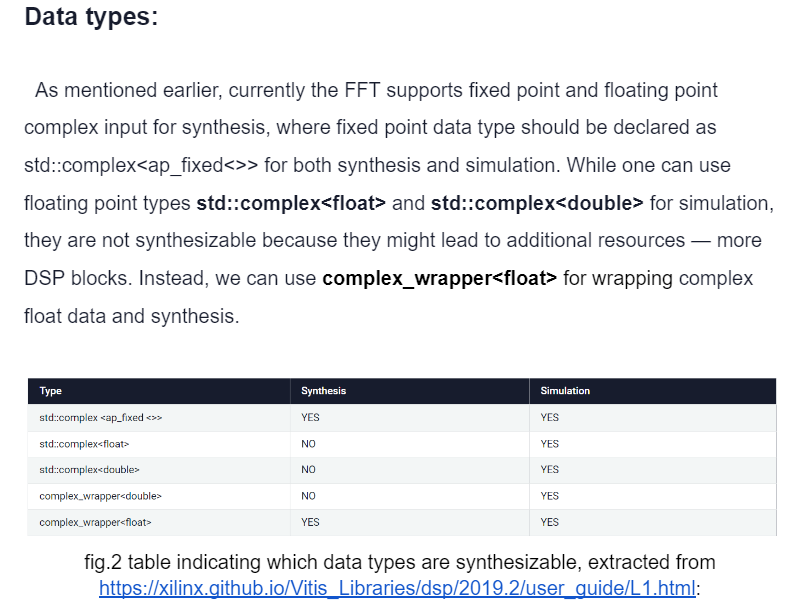 Data types:
As mentioned earlier, currently the FFT supports fixed point and floating point
complex input for synthesis, where fixed point data type should be declared as
std::complex<ap_fixed<>> for both synthesis and simulation. While one can use
floating point types std::complex<float> and std::complex<double> for simulation,
they are not synthesizable because they might lead to additional resources — more
DSP blocks. Instead, we can use complex_wrapper<float> for wrapping complex
float data and synthesis.
Type Synthesis Simulation
std::complex <ap_fixed <>> YES YES
std::complex<float> NO YES
std::complex<double> NO YES
complex_wrapper<double> NO YES
complex_wrapper<float> YES YES
fig.2 table indicating which data types are synthesizable, extracted from
https://xilinx.github.io/Vitis_Libraries/dsp/2019.2/user_guide/L1.html: